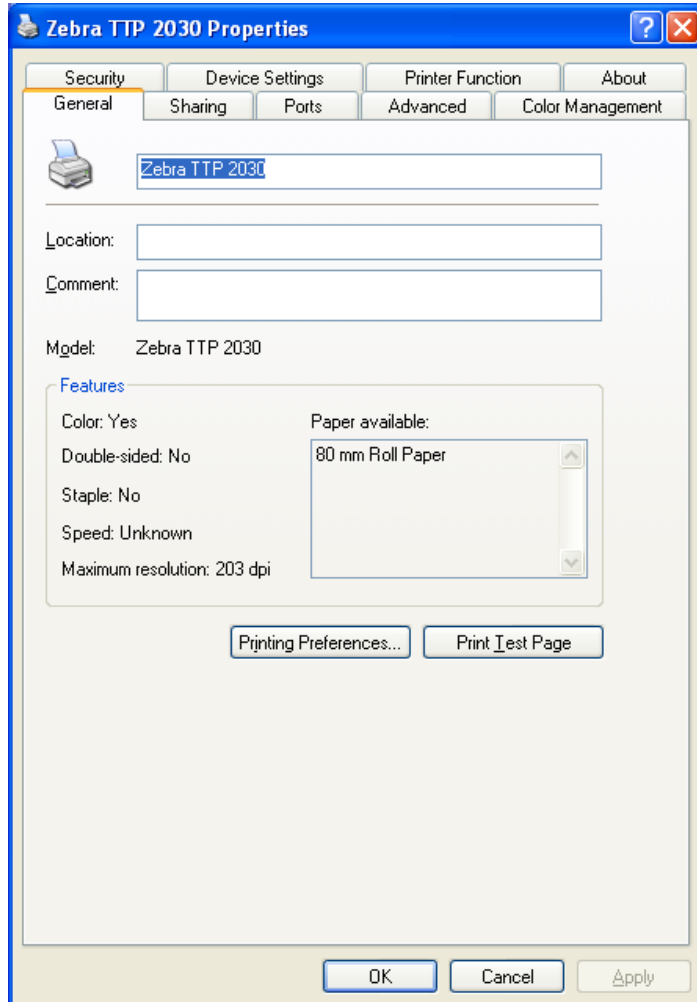 Zebra TTP 2030 Properties
Security Device Settings Printer Function About
General Sharing Ports Advanced Color Management
Zebra TTP 2030
Location:
Comment:
Model: Zebra TTP 2030
Features
Color: Yes Paper available:
Double-sided: No 80 mm Roll Paper
Staple: No
Speed: Unknown
Maximum resolution: 203 dpi
Printing Preferences... Print Test Page
OK Cancel Apply